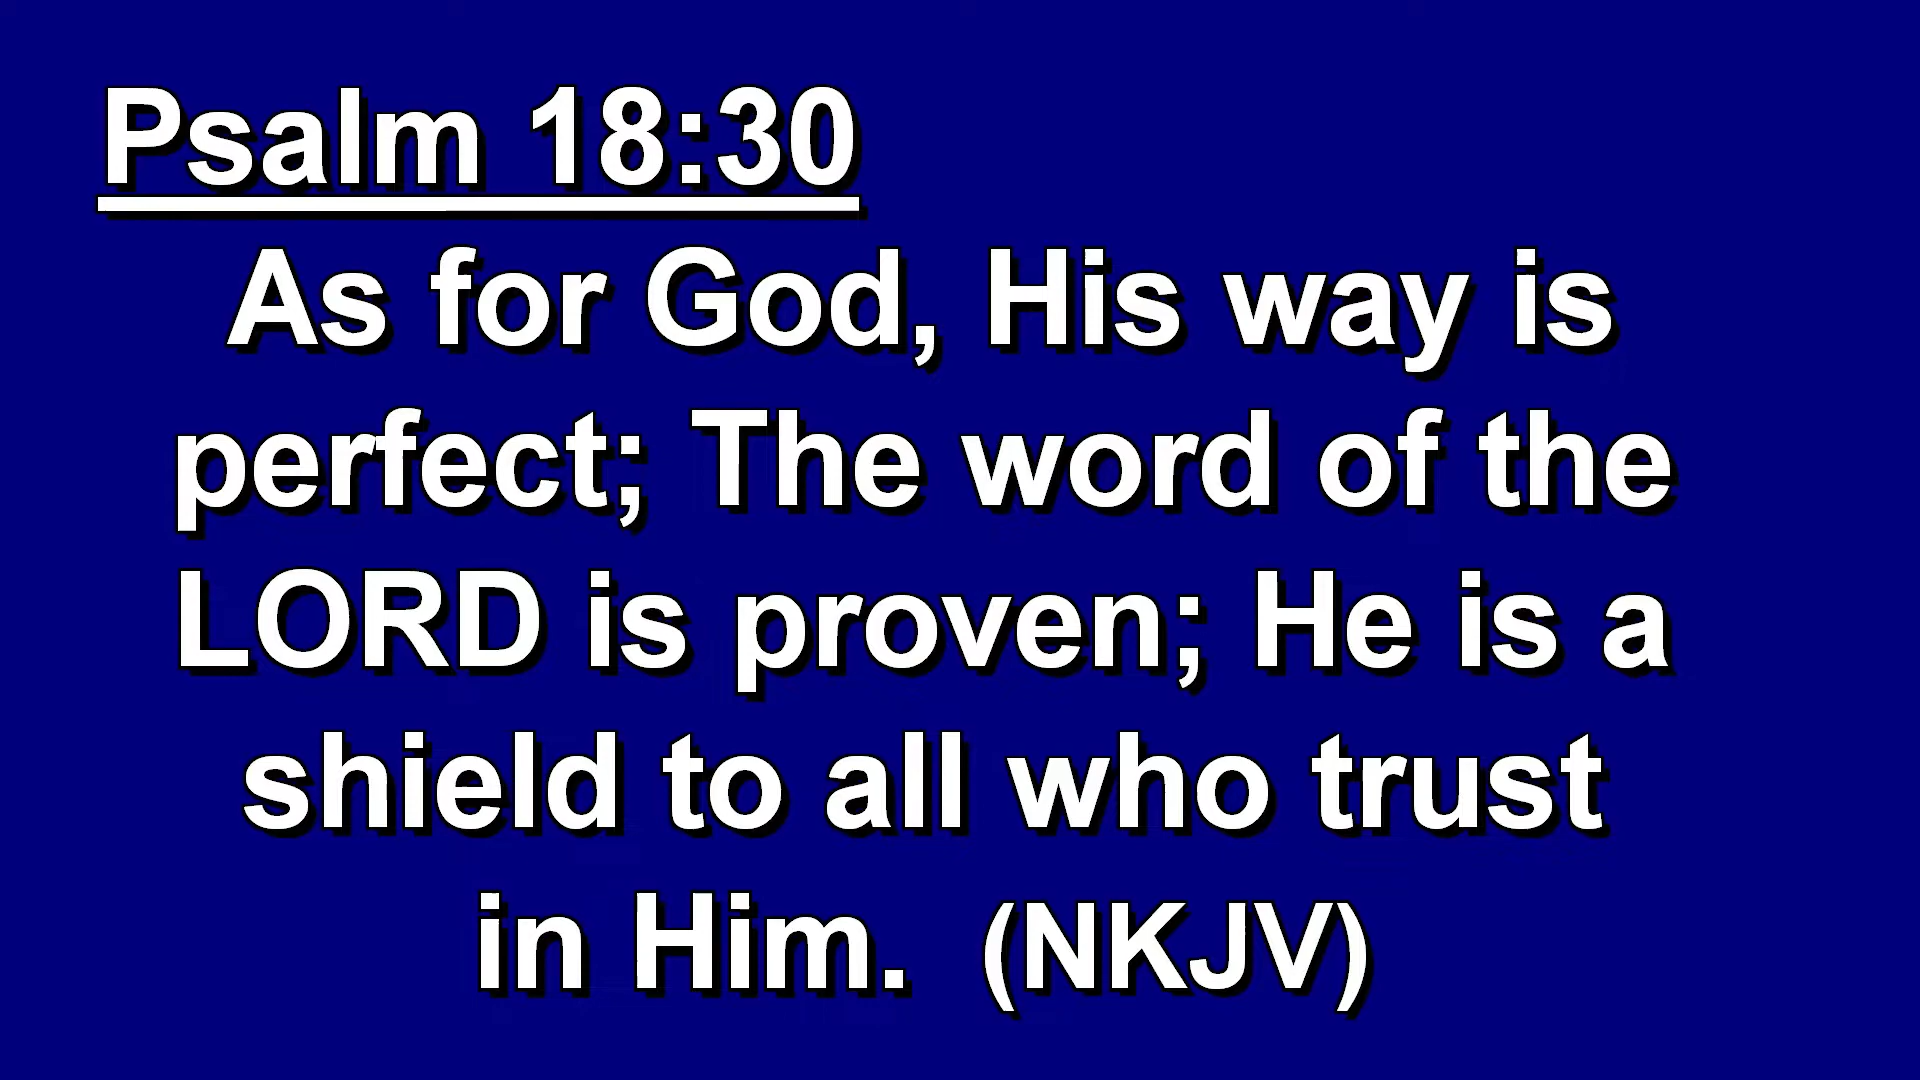 Psalm 18:30
As for God, His way is
perfect; The word of the
LORD is proven; He is a
shield to all who trust
in Him. (NKJV)